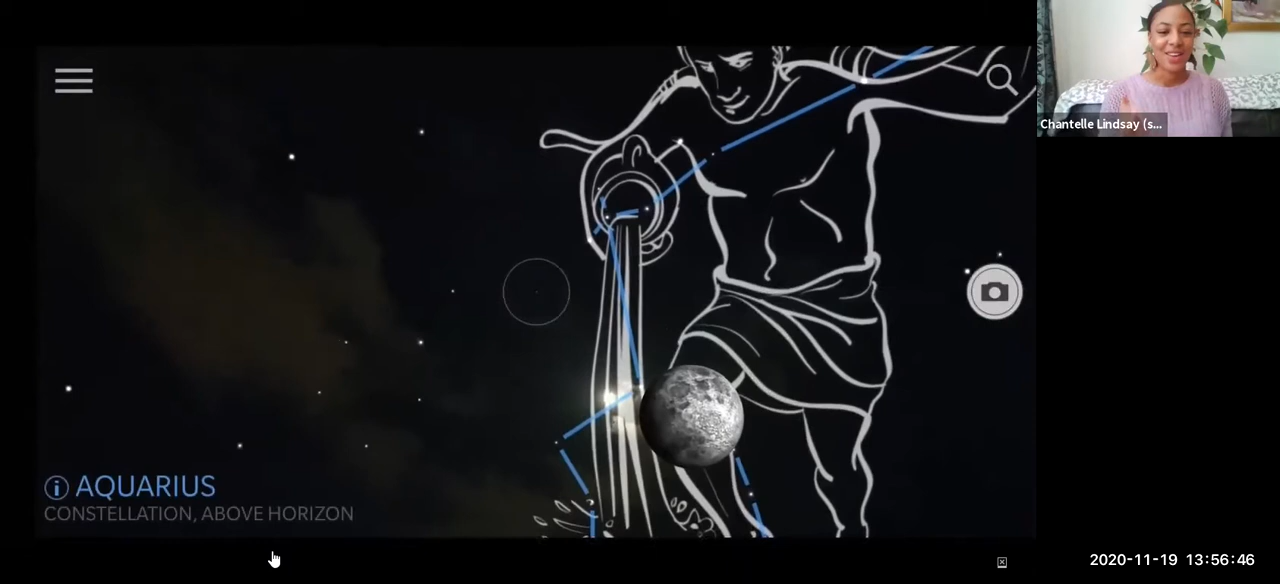 Chantelle Lindsay (s...
AQUARIUS
CONSTELLATION, ABOVE HORIZON
2020-11-19 13:56:46